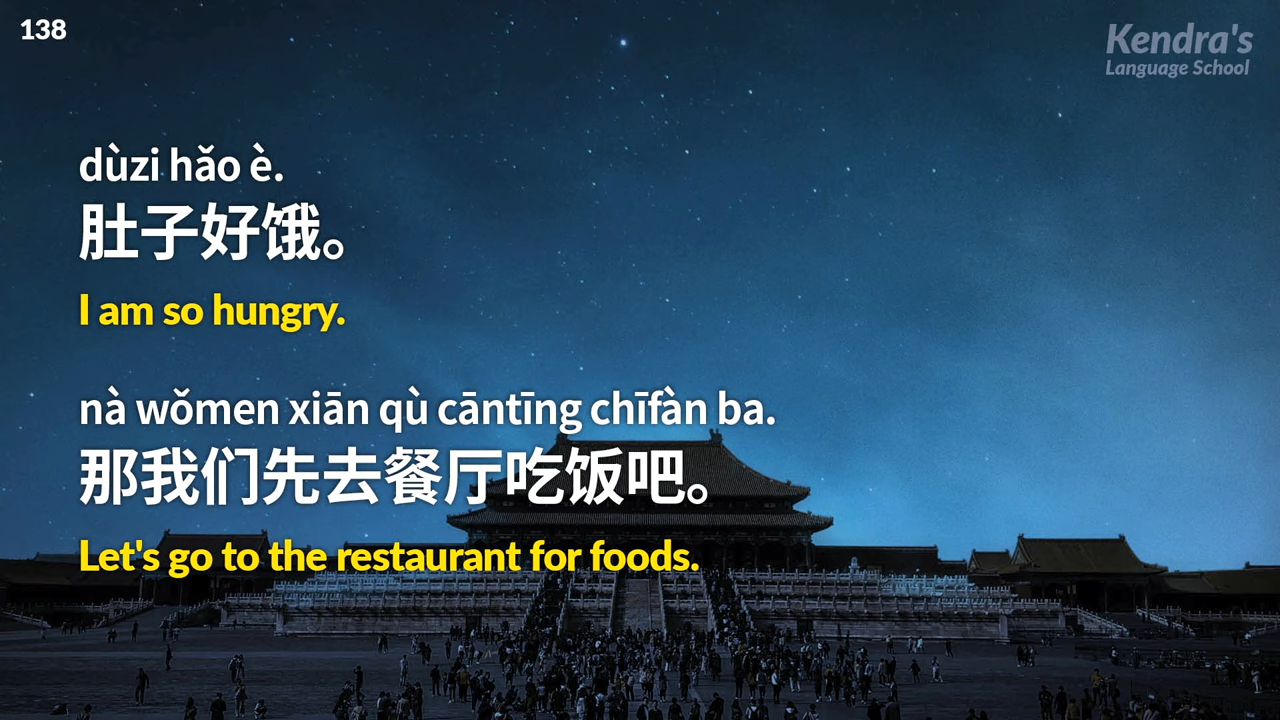 138
Kendra's
Language School
dùzi hǎo è.
肚子好饿。
I am so hungry.
nà wǒmen xiān qù cāntīng chīfàn ba.
那我们先去餐厅吃饭吧。
Let's go to the restaurant for foods.